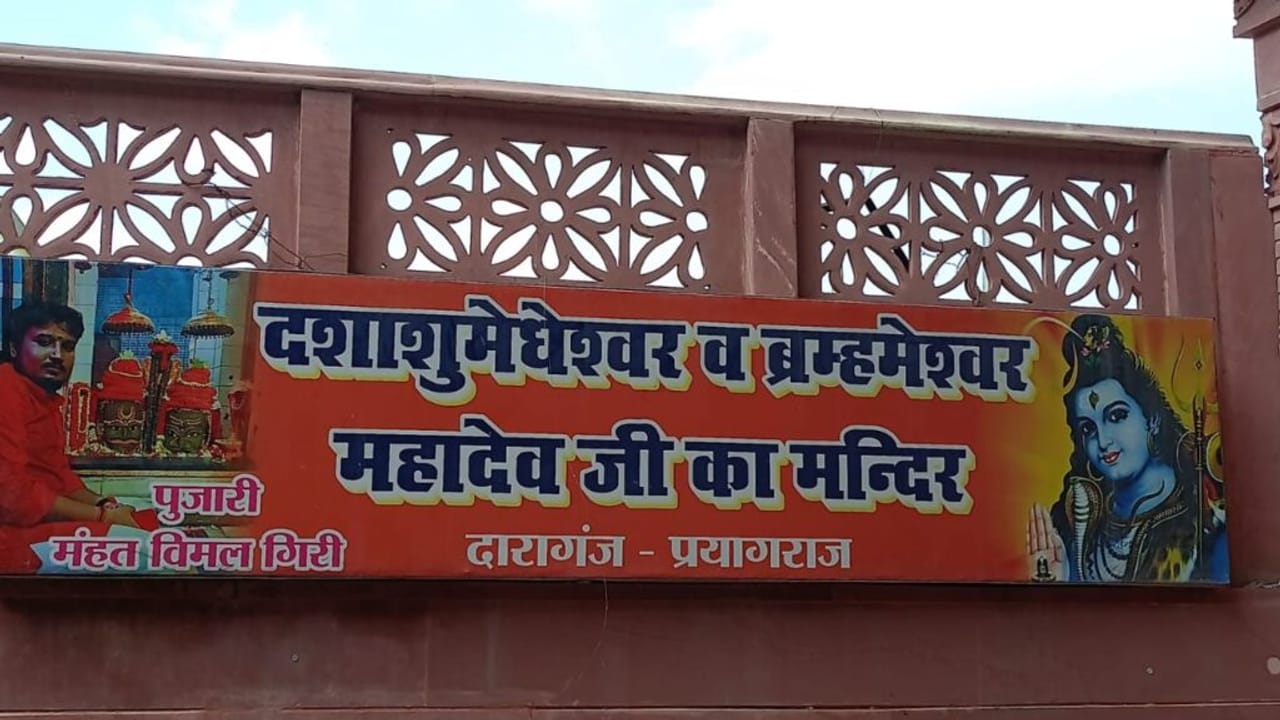 दशाशुमेधेश्वर व ब्रम्हमेश्वर
महादेव जी का मन्दिर
दारागंज - प्रयागराज
पुजारी
मंहत विमल गिरी